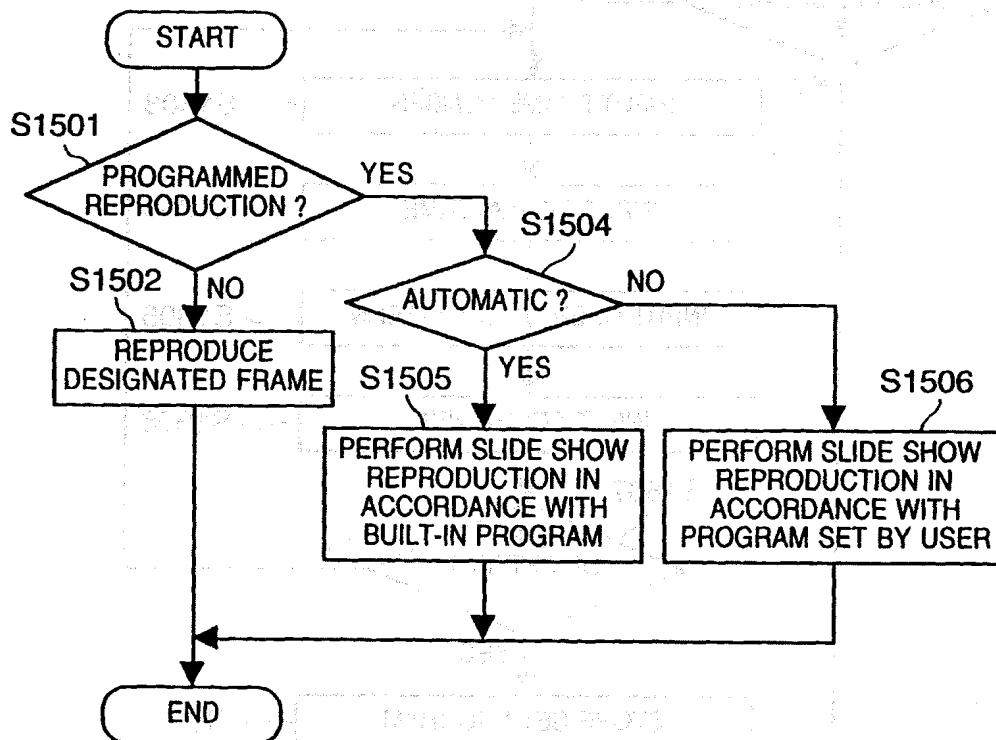 START
S1501
PROGRAMMED
REPRODUCTION ?
YES
S1504
S1502
NO
AUTOMATIC ?
NO
REPRODUCE
DESIGNATED FRAME
S1505
YES
S1506
PERFORM SLIDE SHOW
REPRODUCTION IN
ACCORDANCE WITH
BUILT-IN PROGRAM
PERFORM SLIDE SHOW
REPRODUCTION IN
ACCORDANCE WITH
PROGRAM SET BY USER
END